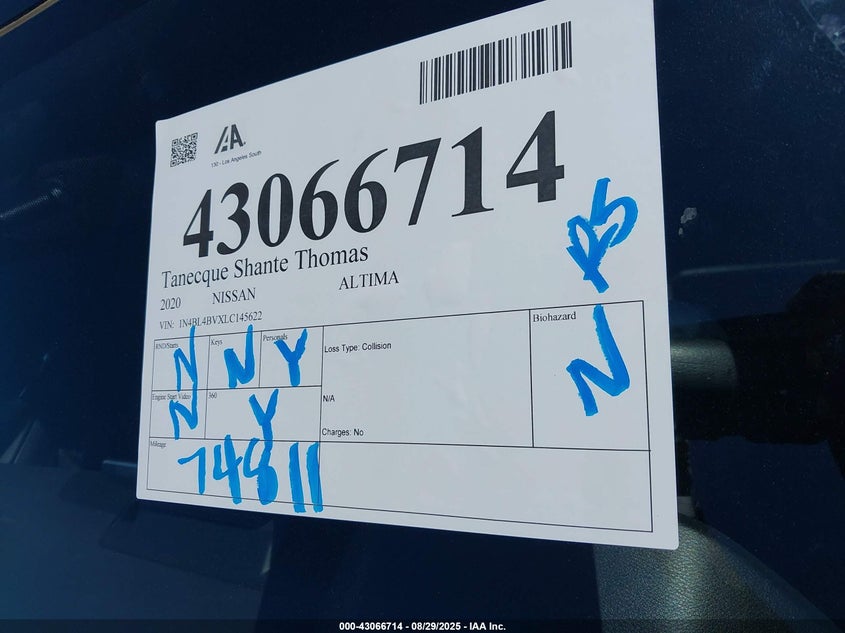 IAA
130 - Los Angeles South
43066714
Tanecque Shante Thomas
2020 NISSAN ALTIMA
VIN: 1N4BL4BVXLC145622
RS
RND/Starts N
Keys N
Personals Y
Loss Type: Collision
Biohazard N
Engine Start Video N
360 Y
N/A
Charges: No
Mileage
74811
000-43066714 - 08/29/2025 - IAA Inc.